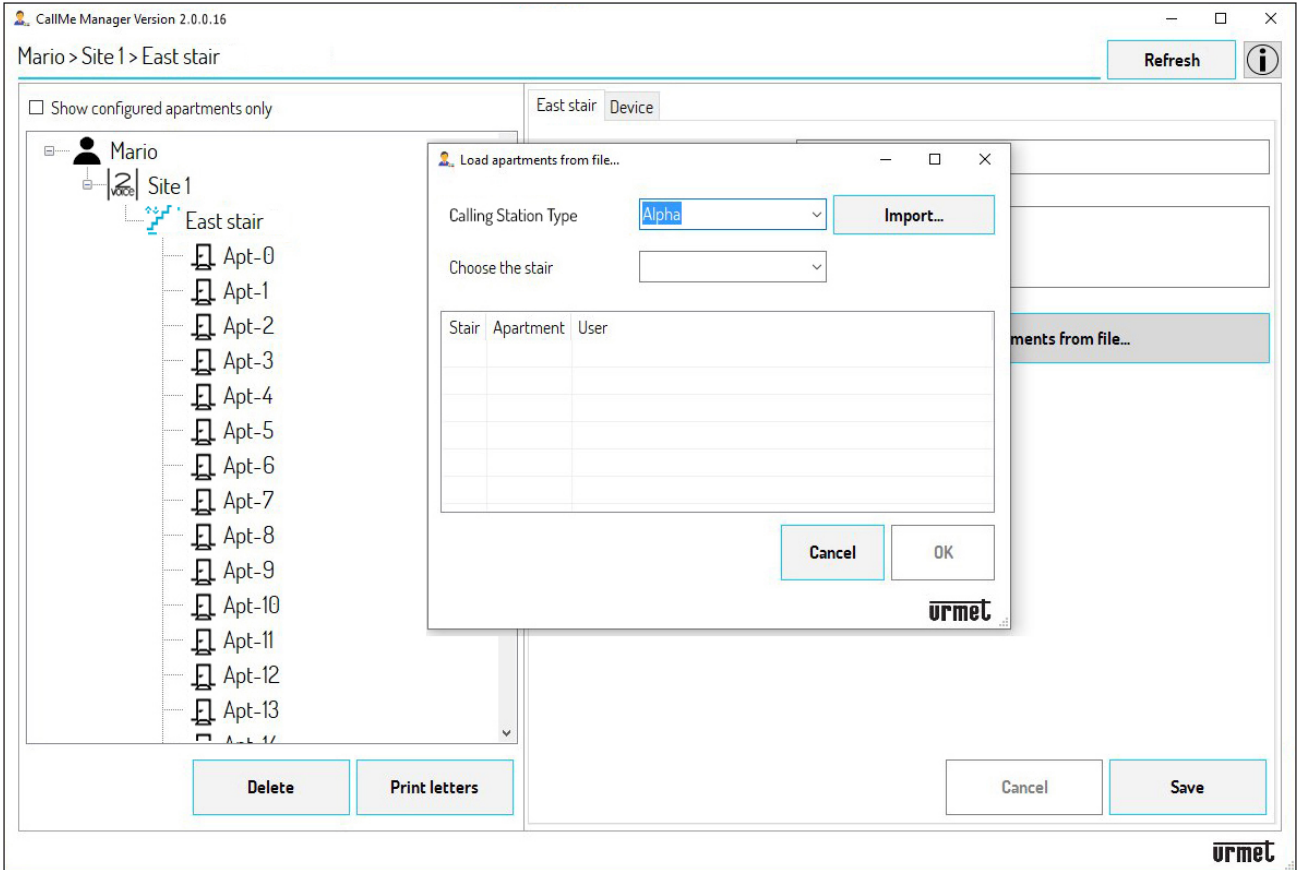 CallMe Manager Version 2.0.0.16
Mario > Site 1 > East stair
Refresh
Show configured apartments only
Mario
2
VOICE
Site 1
East stair
Apt-0
Apt-1
Apt-2
Apt-3
Apt-4
Apt-5
Apt-6
Apt-7
Apt-8
Apt-9
Apt-10
Apt-11
Apt-12
Apt-13
Delete
Print letters
East stair
Device
Load apartments from file...
Calling Station Type
Alpha
Import...
Choose the stair
Stair Apartment User
Cancel
OK
urmet
ments from file...
Cancel
Save
urmet